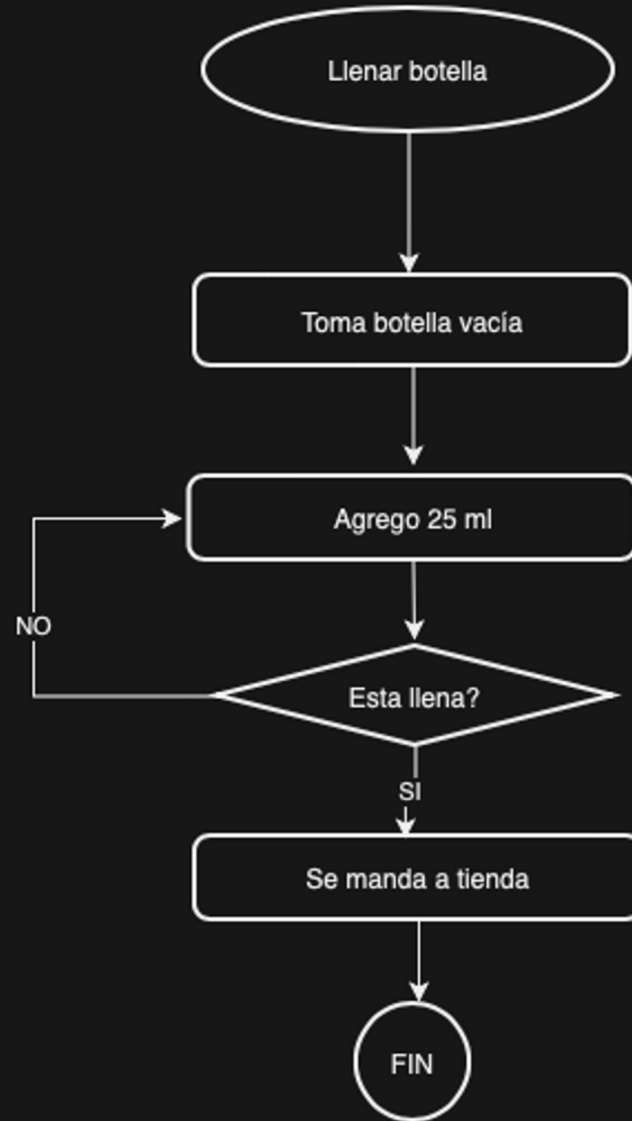 Llenar botella
Toma botella vacía
Agrego 25 ml
NO
Esta llena?
SI
Se manda a tienda
FIN